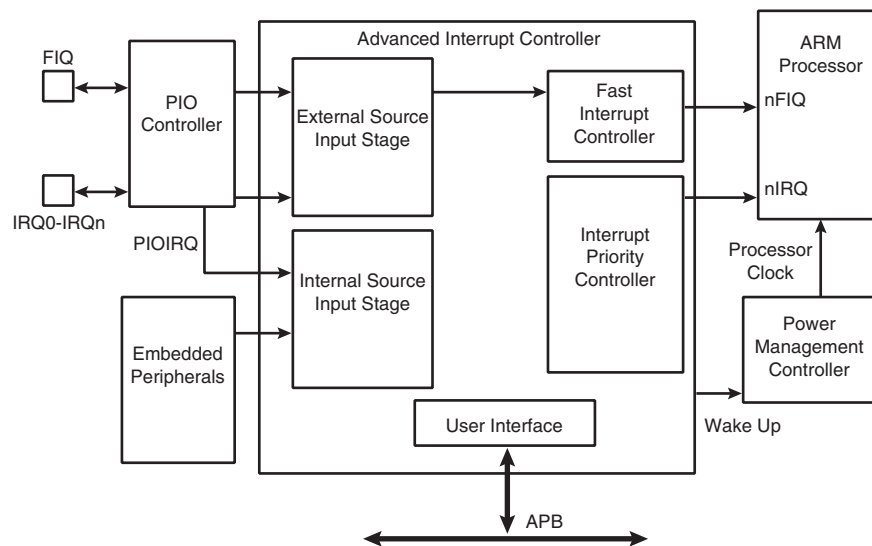 Advanced Interrupt Controller
FIQ
PIO
Controller
External Source
Input Stage
Fast
Interrupt
Controller
ARM
Processor
nFIQ
nIRQ
IRQ0-IRQn
PIOIRQ
Internal Source
Input Stage
Interrupt
Priority
Controller
Processor
Clock
Embedded
Peripherals
Power
Management
Controller
User Interface
Wake Up
APB